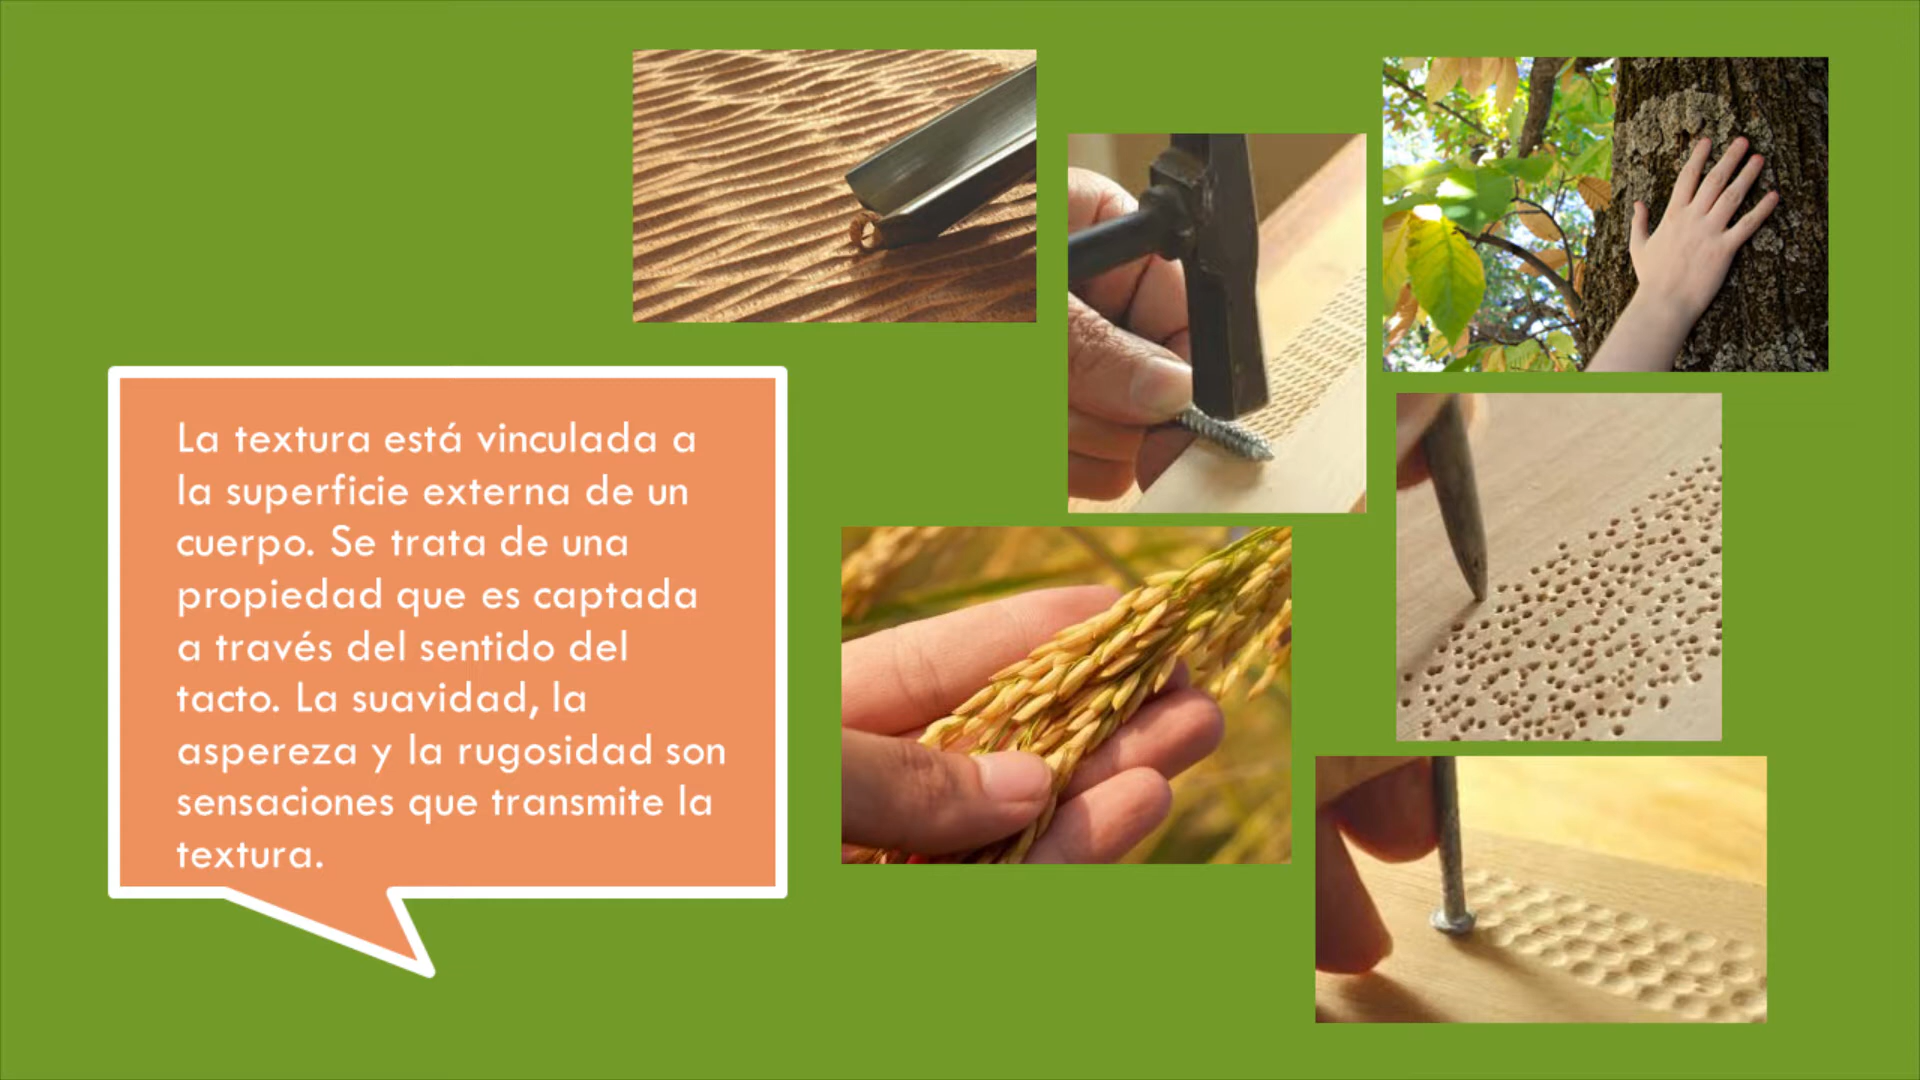 La textura está vinculada a
la superficie externa de un
cuerpo. Se trata de una
propiedad que es captada
a través del sentido del
tacto. La suavidad, la
aspereza y la rugosidad son
sensaciones que transmite la
textura.